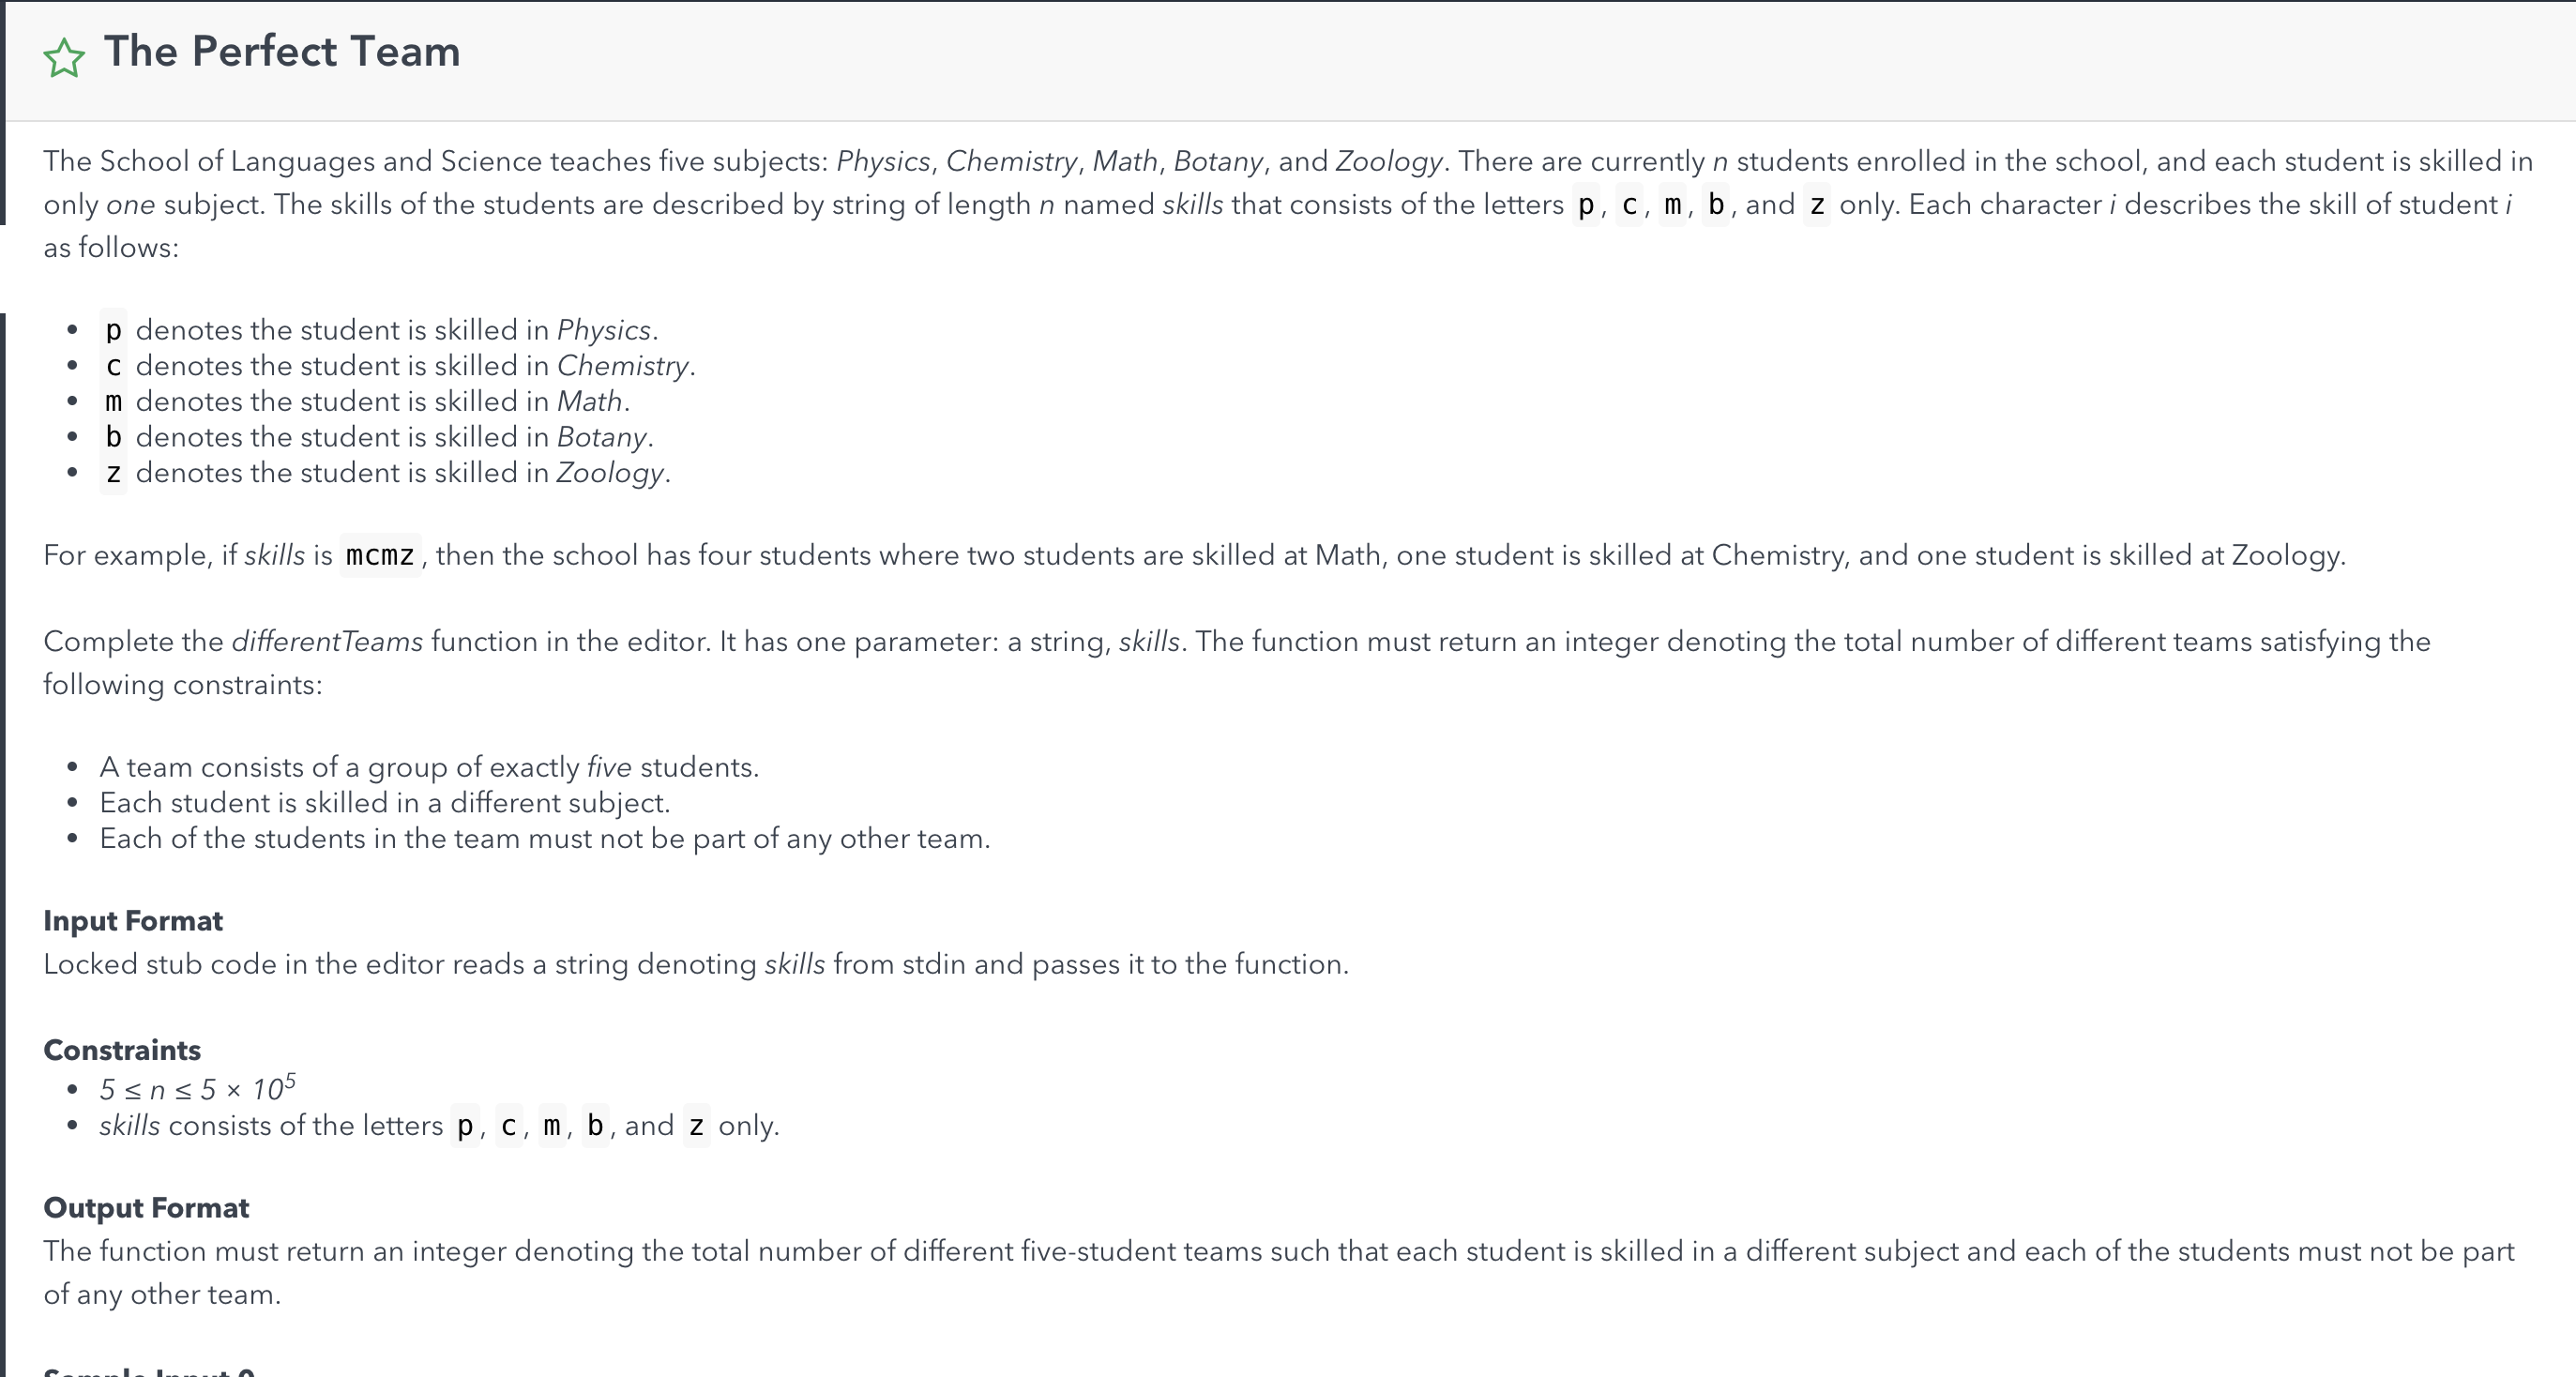 The Perfect Team
The School of Languages and Science teaches five subjects: Physics, Chemistry, Math, Botany, and Zoology. There are currently n students enrolled in the school, and each student is skilled in
only one subject. The skills of the students are described by string of length n named skills that consists of the letters p, c, m, b, and z only. Each character i describes the skill of student i
as follows:
• p denotes the student is skilled in Physics.
• c denotes the student is skilled in Chemistry.
• m denotes the student is skilled in Math.
• b denotes the student is skilled in Botany.
• z denotes the student is skilled in Zoology.
For example, if skills is mcmz, then the school has four students where two students are skilled at Math, one student is skilled at Chemistry, and one student is skilled at Zoology.
Complete the differentTeams function in the editor. It has one parameter: a string, skills. The function must return an integer denoting the total number of different teams satisfying the
following constraints:
• A team consists of a group of exactly five students.
• Each student is skilled in a different subject.
• Each of the students in the team must not be part of any other team.
Input Format
Locked stub code in the editor reads a string denoting skills from stdin and passes it to the function.
Constraints
• 5 ≤ n ≤ 5 × 10⁵
• skills consists of the letters p, c, m, b, and z only.
Output Format
The function must return an integer denoting the total number of different five-student teams such that each student is skilled in a different subject and each of the students must not be part
of any other team.
Sample Input 0